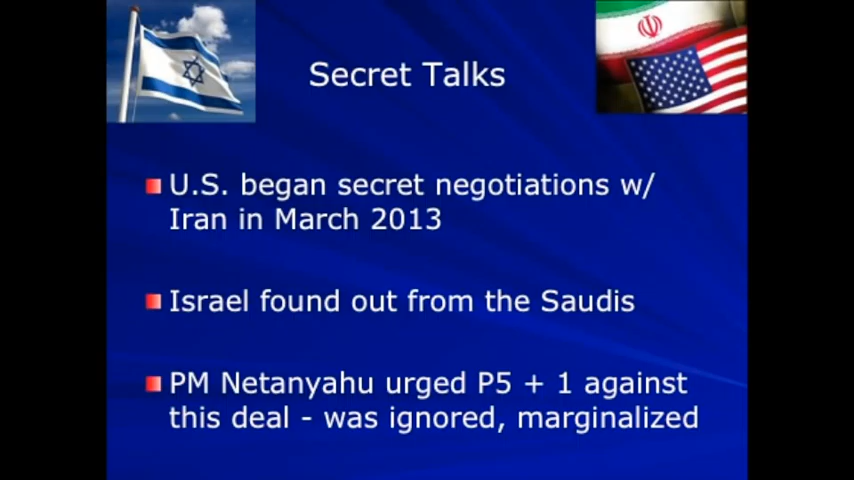 Secret Talks
U.S. began secret negotiations w/
Iran in March 2013
Israel found out from the Saudis
PM Netanyahu urged P5 + 1 against
this deal - was ignored, marginalized